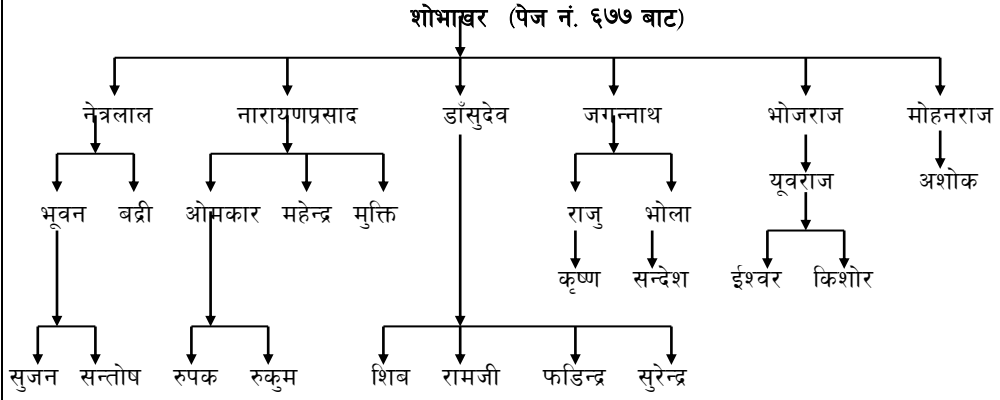 शोभाखर (पेज नं. ६७७ बाट)
नेत्रलाल नारायणप्रसाद डाँसुदेव जगन्नाथ भोजराज मोहनराज
यूवराज अशोक
भूवन बद्री ओमकार महेन्द्र मुक्ति राजु भोला
कृष्ण सन्देश ईश्वर किशोर
सुजन सन्तोष रुपक रुकुम शिब रामजी फडिन्द्र सुरेन्द्र